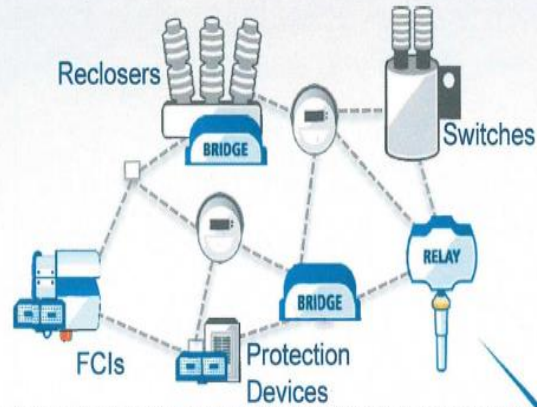 Reclosers
BRIDGE
Switches
RELAY
BRIDGE
FCIs
Protection
Devices